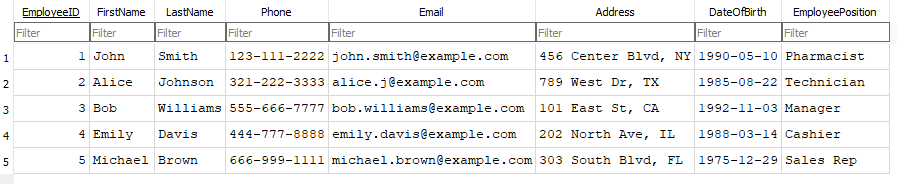 EmployeeID FirstName LastName Phone Email Address DateOfBirth EmployeePosition
Filter Filter Filter Filter Filter Filter Filter Filter
1 1 John Smith 123-111-2222 john.smith@example.com 456 Center Blvd, NY 1990-05-10 Pharmacist
2 2 Alice Johnson 321-222-3333 alice.j@example.com 789 West Dr, TX 1985-08-22 Technician
3 3 Bob Williams 555-666-7777 bob.williams@example.com 101 East St, CA 1992-11-03 Manager
4 4 Emily Davis 444-777-8888 emily.davis@example.com 202 North Ave, IL 1988-03-14 Cashier
5 5 Michael Brown 666-999-1111 michael.brown@example.com 303 South Blvd, FL 1975-12-29 Sales Rep